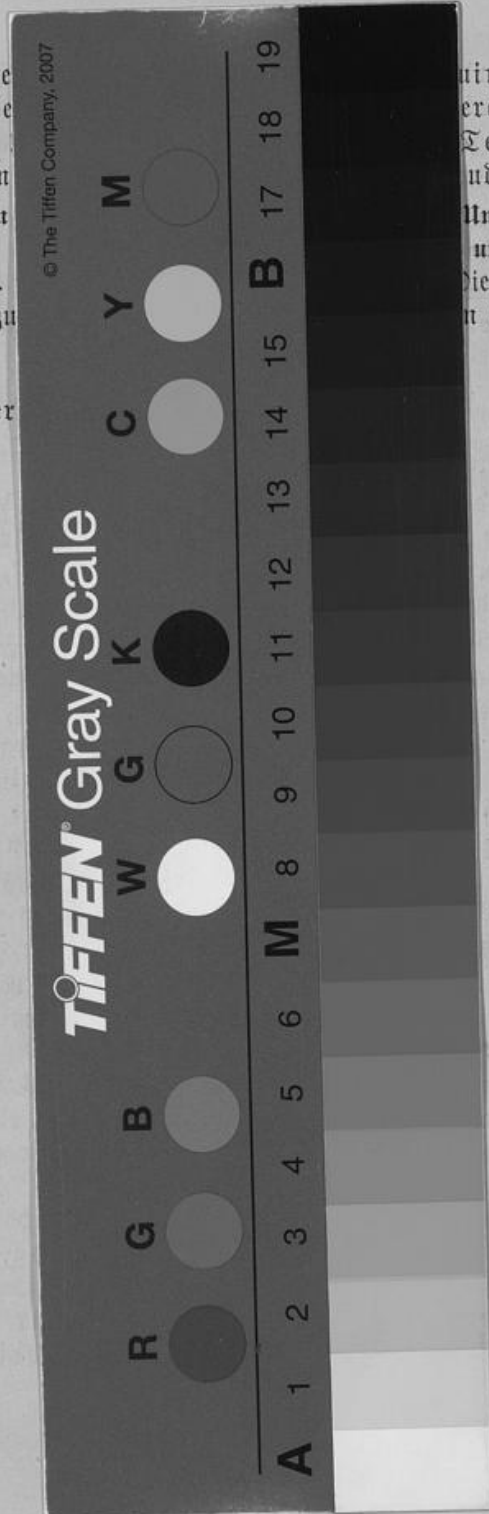 © The Tiffen Company, 2007
TIFFEN® Gray Scale
R G B W G K C Y M
A 1 2 3 4 5 6 M 8 9 10 11 12 13 14 15 B 17 18 19